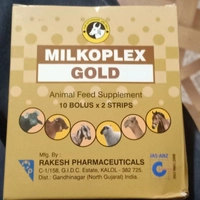 MILKOPLEX
GOLD
Animal Feed Supplement
10 BOLUS x 2 STRIPS
Mfg. By :
RAKESH PHARMACEUTICALS
C-1/158, G.I.D.C. Estate, KALOL - 382 725.
Dist.: Gandhinagar (North Gujarat) India.